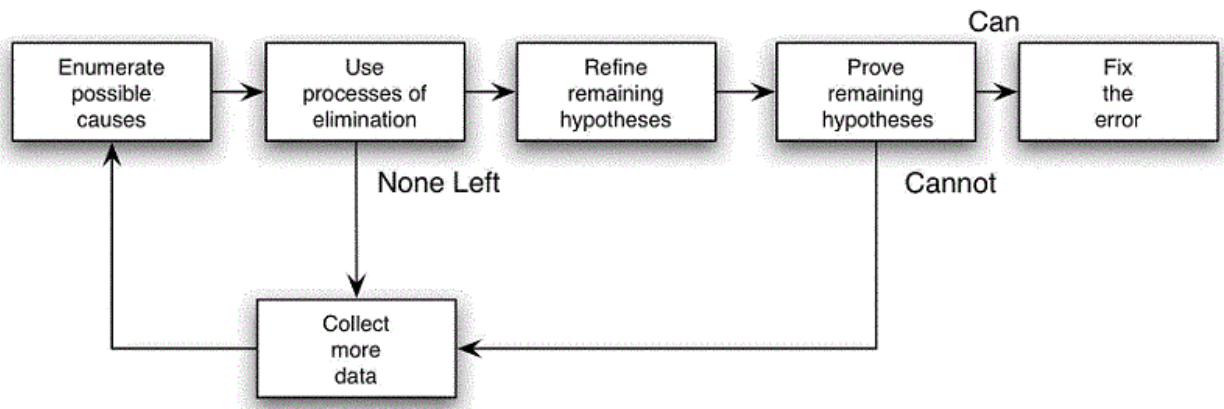 Can
Enumerate
possible
causes
Use
processes of
elimination
Refine
remaining
hypotheses
Prove
remaining
hypotheses
Fix
the
error
None Left
Cannot
Collect
more
data